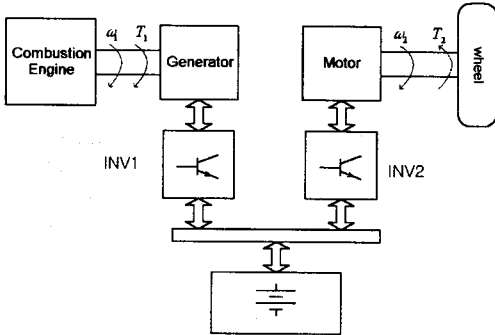 Combustion Engine
ω₁ T₁
Generator
Motor
ω₂ T₂
wheel
INV1
INV2